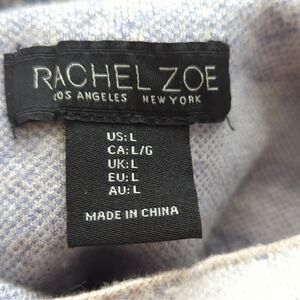 RACHEL ZOE
LOS ANGELES NEW YORK
US: L
CA: L/G
UK: L
EU: L
AU: L
MADE IN CHINA